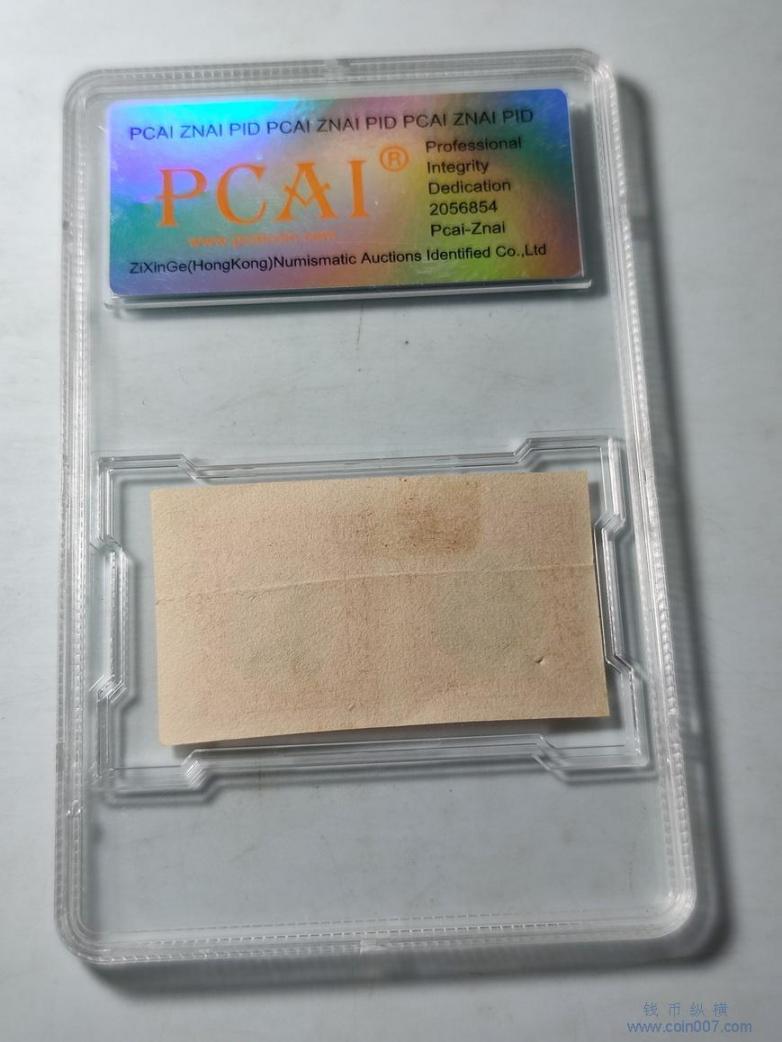 PCAI ZNAI PID PCAI ZNAI PID PCAI ZNAI PID
PCAI®
Professional
Integrity
Dedication
2056854
Pcai-Znai
ZiXinGe(HongKong)Numismatic Auctions Identified Co.,Ltd
钱币纵横
www.coin007.com